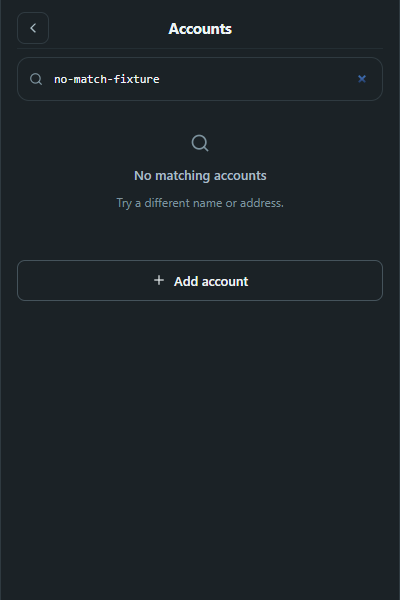 Accounts
no-match-fixture
No matching accounts
Try a different name or address.
Add account